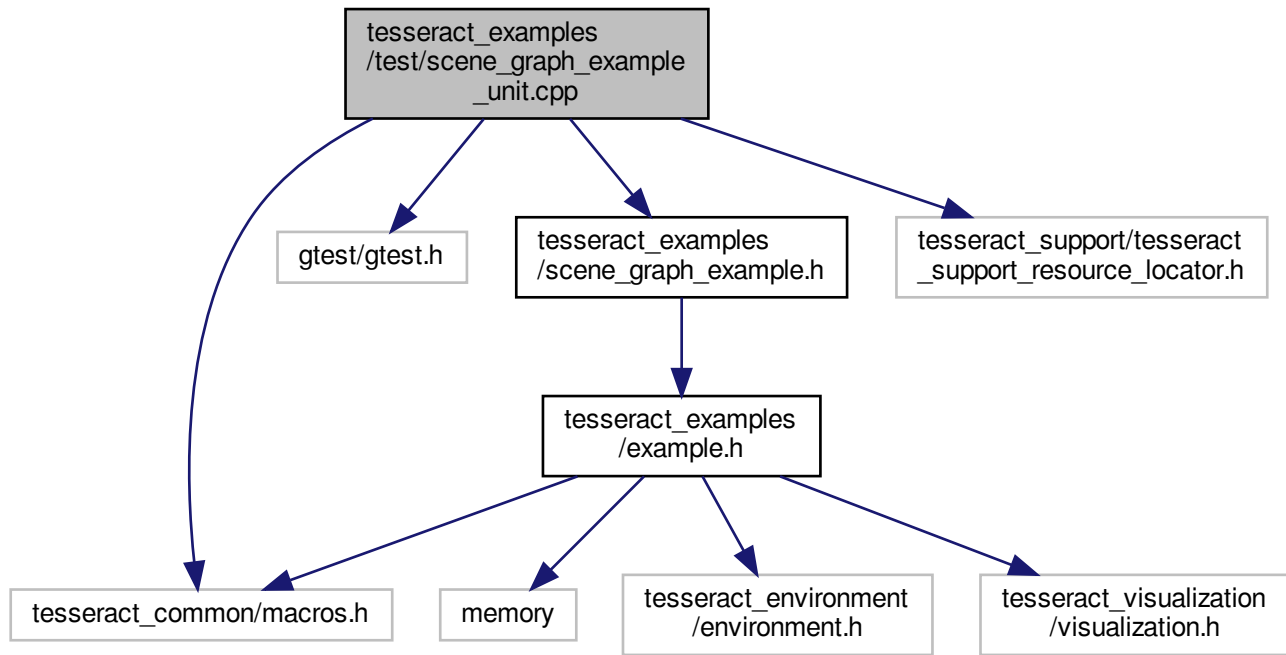 tesseract_examples
/test/scene_graph_example
_unit.cpp
gtest/gtest.h
tesseract_examples
/scene_graph_example.h
tesseract_support/tesseract
_support_resource_locator.h
tesseract_examples
/example.h
tesseract_common/macros.h
memory
tesseract_environment
/environment.h
tesseract_visualization
/visualization.h